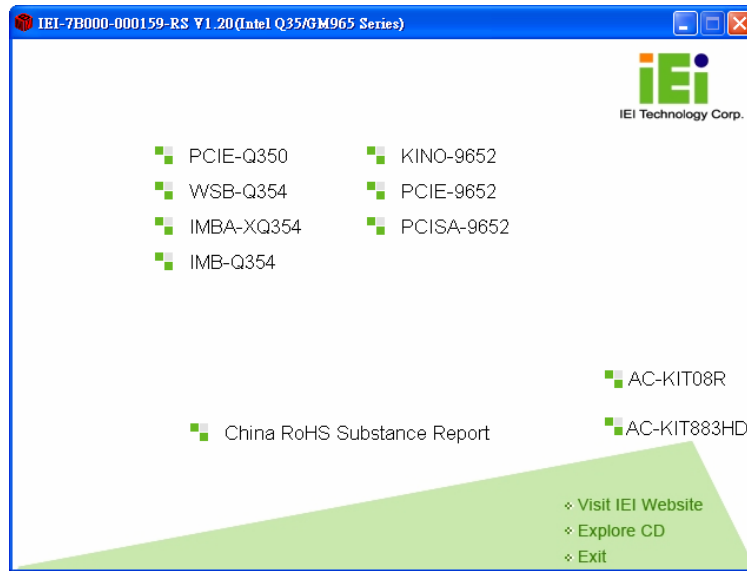 IEI-7B000-000159-RS V1.20(Intel Q35/GM965 Series)
iEi
IEI Technology Corp.
PCIE-Q350
KINO-9652
WSB-Q354
PCIE-9652
IMBA-XQ354
PCISA-9652
IMB-Q354
AC-KIT08R
China RoHS Substance Report
AC-KIT883HD
Visit IEI Website
Explore CD
Exit